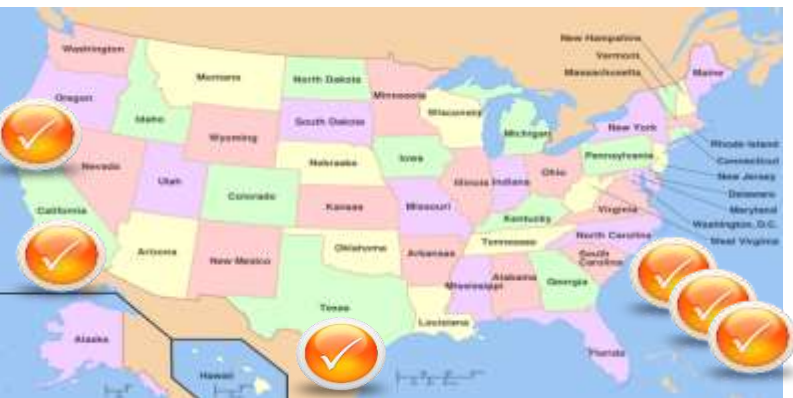 Washington
Montana
North Dakota
Minnesota
New Hampshire
Vermont
Massachusetts
Maine
Oregon
Idaho
South Dakota
Wisconsin
Michigan
New York
Wyoming
Nebraska
Iowa
Pennsylvania
Rhode Island
Connecticut
New Jersey
Delaware
Maryland
Washington, D.C.
West Virginia
Nevada
Utah
Colorado
Kansas
Missouri
Illinois
Indiana
Ohio
Virginia
Kentucky
California
Arizona
New Mexico
Oklahoma
Arkansas
Tennessee
North Carolina
South
Carolina
Texas
Louisiana
Mississippi
Alabama
Georgia
Florida
Alaska
Hawaii